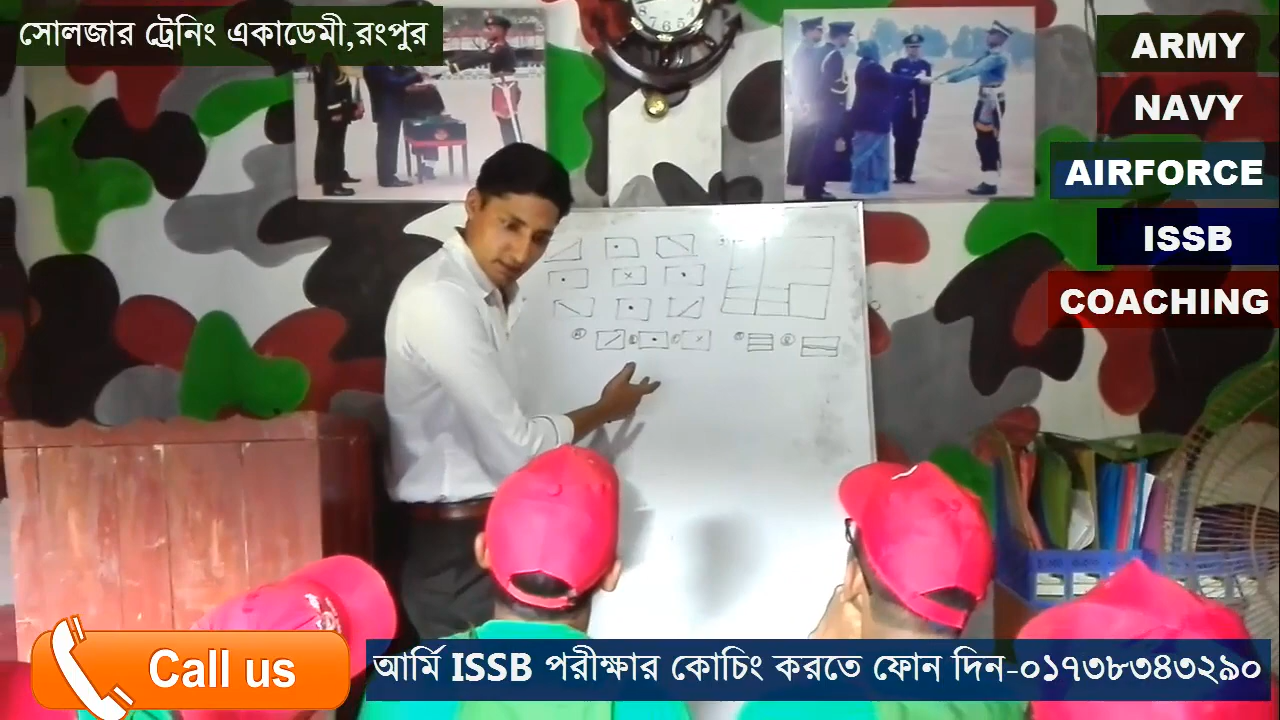 সোলজার ট্রেনিং একাডেমী,রংপুর
ARMY
NAVY
AIRFORCE
ISSB
COACHING
Call us
আর্মি ISSB পরীক্ষার কোচিং করতে ফোন দিন-০১৭৩৮৩৪৩২৯০